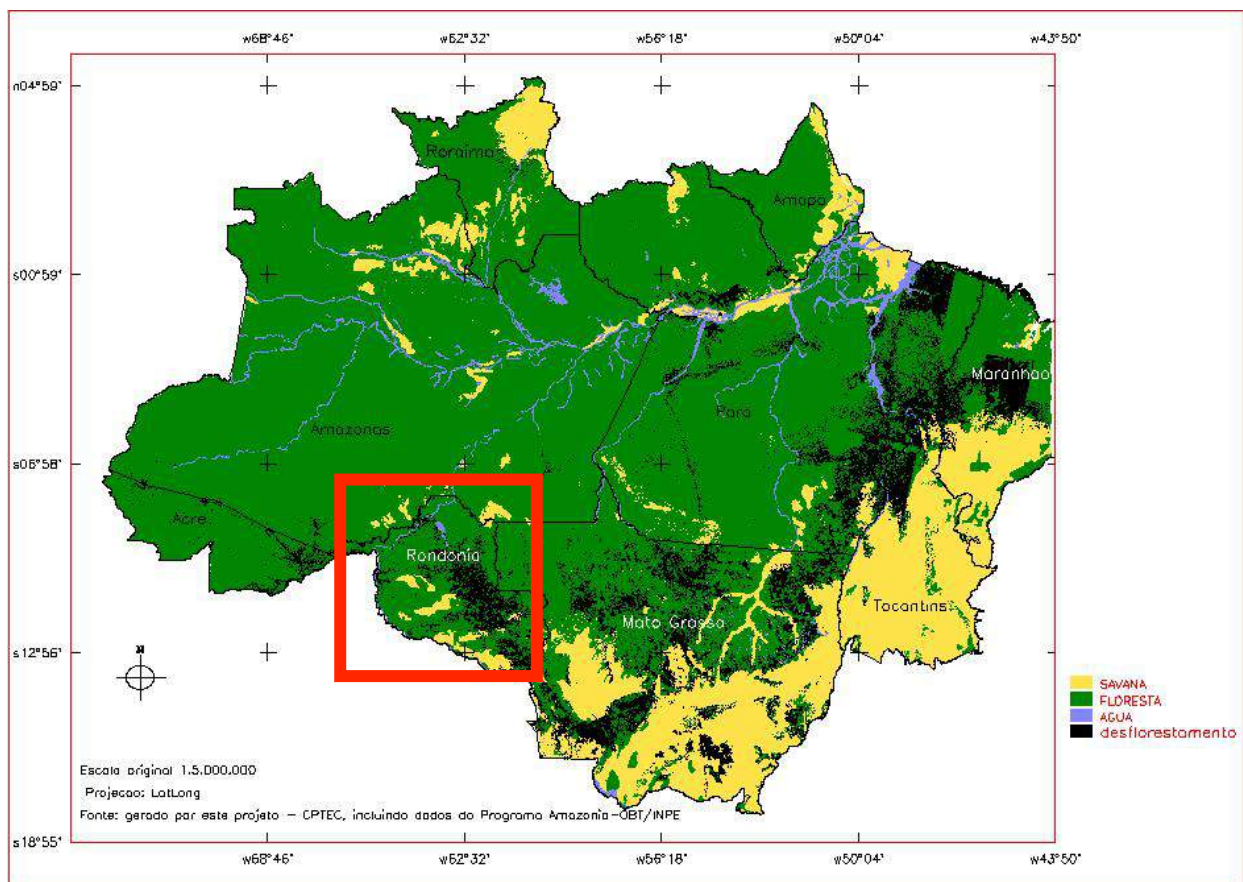 w68°46' w62°32' w56°18' w50°04' w43°50'
n04°59'
Roraima
Amapa
s00°59'
Maranhao
Para
Amazonas
s06°58'
Acre
Rondonia
Tocantins
Mato Grosso
s12°56'
N
SAVANA
FLORESTA
AGUA
desflorestamento
Escala original 1:5.000.000
Projecao: LatLong
Fonte: gerado por este projeto – CPTEC, incluindo dados do Programa Amazonia-OBT/INPE
s18°55'
w68°46' w62°32' w56°18' w50°04' w43°50'